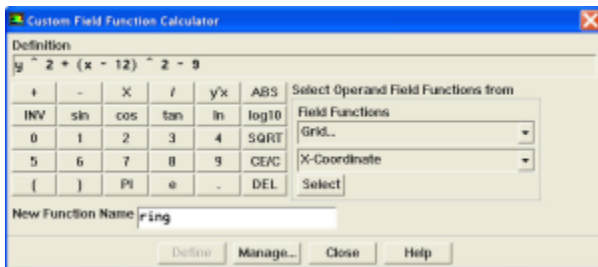 Custom Field Function Calculator
Definition
y ^ 2 + (x - 12) ^ 2 - 9
+ - X / y^x ABS
INV sin cos tan ln log10
0 1 2 3 4 SQRT
5 6 7 8 9 CE/C
( ) PI e . DEL
Select Operand Field Functions from
Field Functions
Grid...
X-Coordinate
Select
New Function Name ring
Define Manage... Close Help